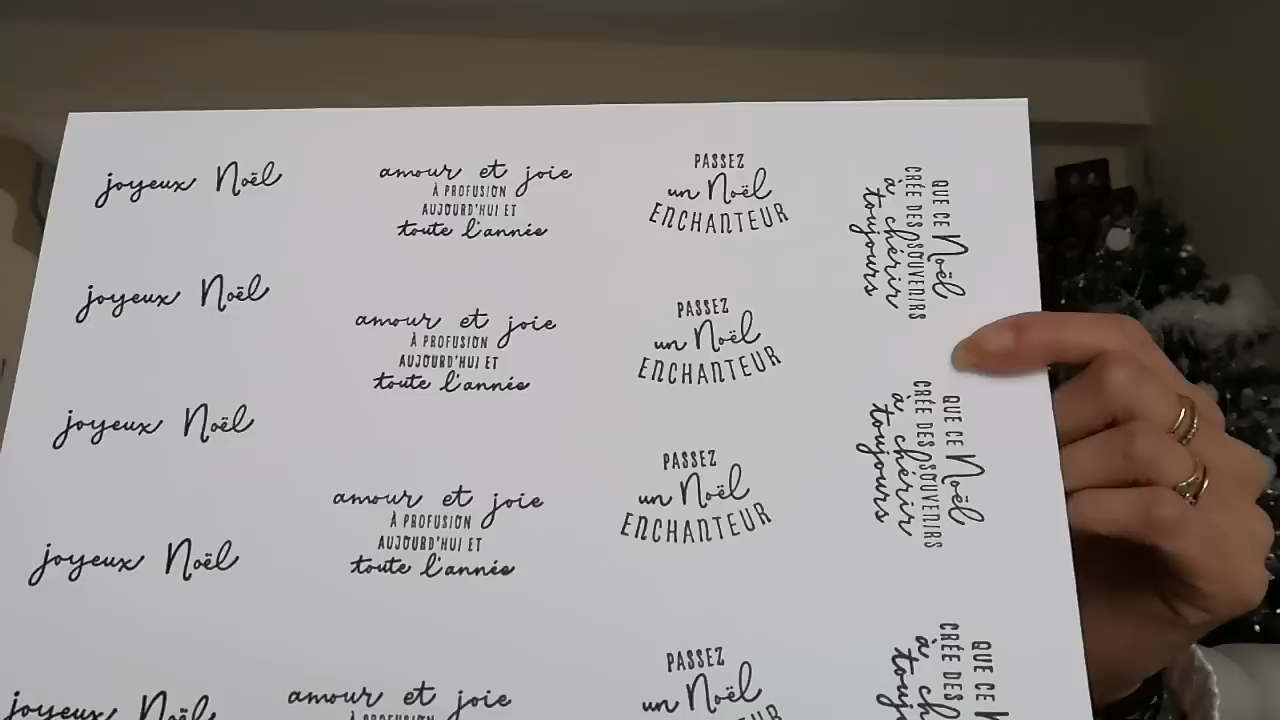 joyeux Noël
joyeux Noël
joyeux Noël
joyeux Noël
joyeux Noël
amour et joie
À PROFUSION
AUJOURD'HUI ET
toute l'année
amour et joie
À PROFUSION
AUJOURD'HUI ET
toute l'année
amour et joie
À PROFUSION
AUJOURD'HUI ET
toute l'année
amour et joie
À PROFUSION
PASSEZ
un Noël
ENCHANTEUR
PASSEZ
un Noël
ENCHANTEUR
PASSEZ
un Noël
ENCHANTEUR
PASSEZ
un Noël
QUE CE Noël
CRÉE DES SOUVENIRS
à chérir
toujours
QUE CE Noël
CRÉE DES SOUVENIRS
à chérir
toujours
QUE CE
CRÉE DES
à